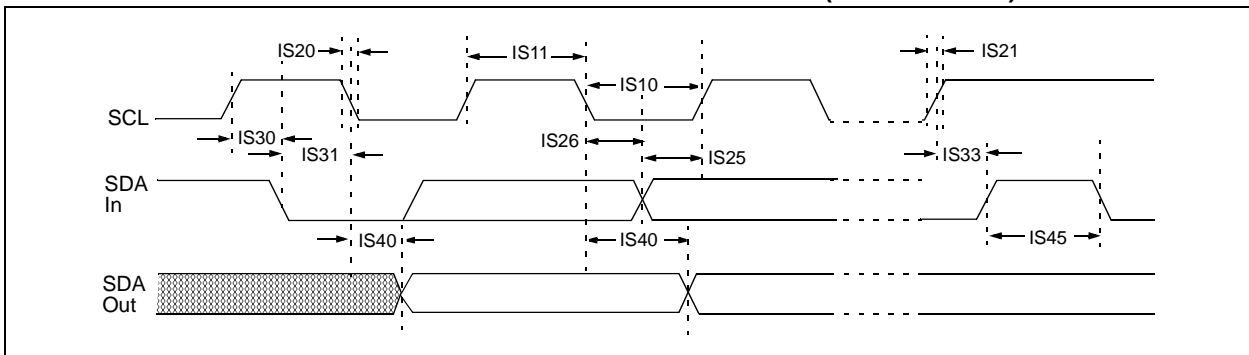 IS20
IS11
IS21
IS10
SCL
IS30
IS31
IS26
IS25
IS33
SDA
In
IS40
IS40
IS45
SDA
Out